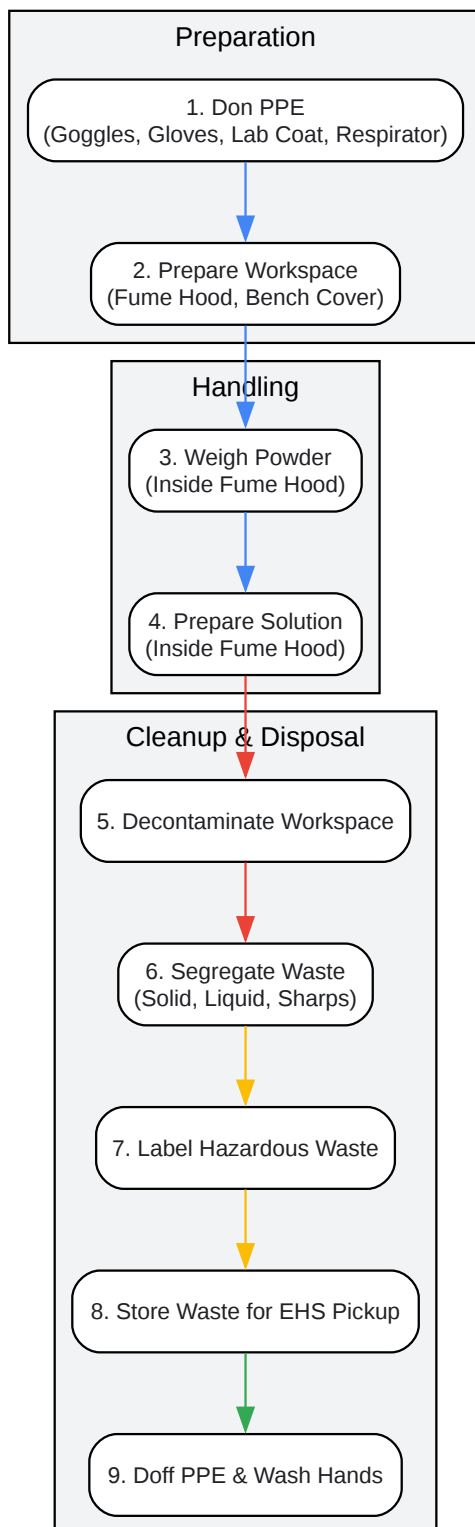 Preparation
1. Don PPE
(Goggles, Gloves, Lab Coat, Respirator)
2. Prepare Workspace
(Fume Hood, Bench Cover)
Handling
3. Weigh Powder
(Inside Fume Hood)
4. Prepare Solution
(Inside Fume Hood)
Cleanup & Disposal
5. Decontaminate Workspace
6. Segregate Waste
(Solid, Liquid, Sharps)
7. Label Hazardous Waste
8. Store Waste for EHS Pickup
9. Doff PPE & Wash Hands